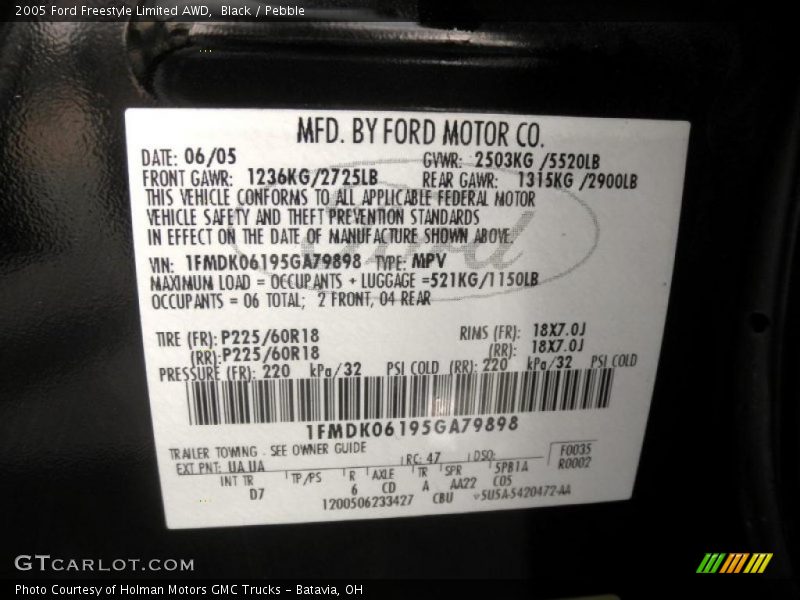 2005 Ford Freestyle Limited AWD, Black / Pebble
MFD. BY FORD MOTOR CO.
DATE: 06/05 GVWR: 2503KG /5520LB
FRONT GAWR: 1236KG/2725LB REAR GAWR: 1315KG /2900LB
THIS VEHICLE CONFORMS TO ALL APPLICABLE FEDERAL MOTOR
VEHICLE SAFETY AND THEFT PREVENTION STANDARDS
IN EFFECT ON THE DATE OF MANUFACTURE SHOWN ABOVE.
VIN: 1FMDK06195GA79898 TYPE: MPV
MAXIMUM LOAD = OCCUPANTS + LUGGAGE =521KG/1150LB
OCCUPANTS = 06 TOTAL; 2 FRONT, 04 REAR
TIRE (FR): P225/60R18 RIMS (FR): 18X7.0J
(RR): P225/60R18 (RR): 18X7.0J
PRESSURE (FR): 220 kPa/32 PSI COLD (RR): 220 kPa/32 PSI COLD
1FMDK06195GA79898
TRAILER TOWING - SEE OWNER GUIDE
EXT PNT: UA UA RC: 47 DSO: F0035
R0002
INT TR TP/PS R AXLE TR SPR 5PB1A
D7 6 CD A AA22 C05
1200506233427 CBU 5U5A-5420472-AA
Ford
GTCARLOT.COM
Photo Courtesy of Holman Motors GMC Trucks - Batavia, OH